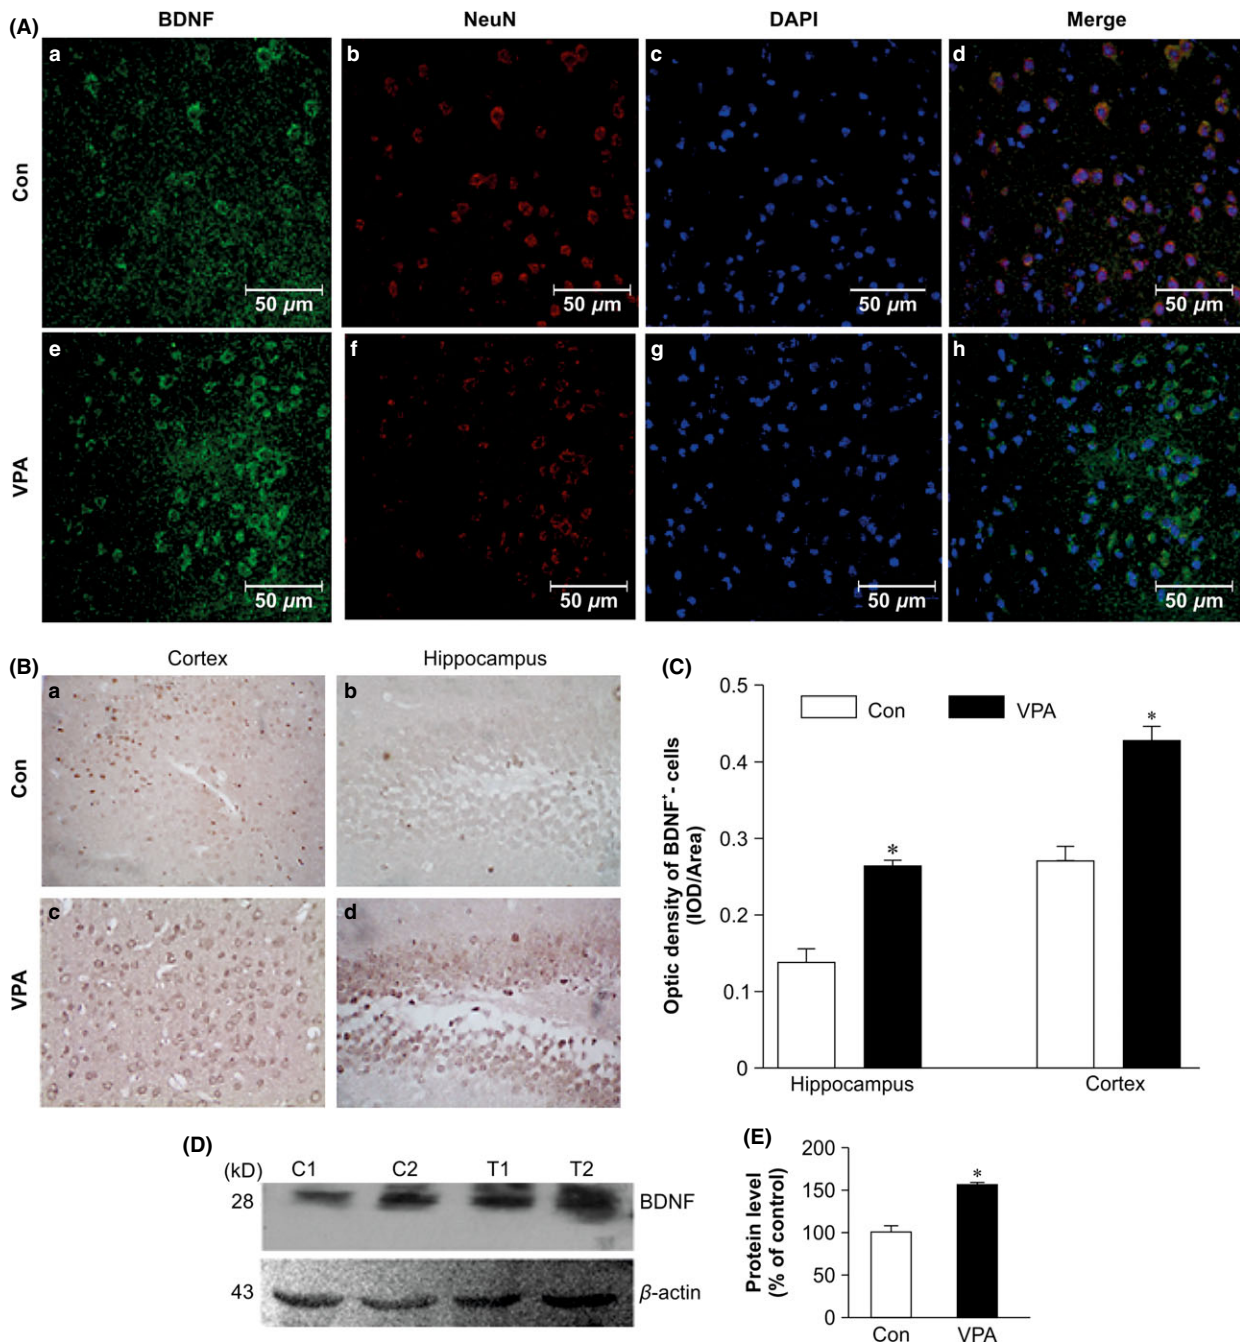 (A)
BDNF NeuN DAPI Merge
Con
a b c d
50 µm 50 µm 50 µm 50 µm
VPA
e f g h
50 µm 50 µm 50 µm 50 µm
(B)
Cortex Hippocampus
Con
a b
VPA
c d
(C)
Optic density of BDNF⁺- cells
(IOD/Area)
0.5
0.4
0.3
0.2
0.1
0
Con VPA
*
*
Hippocampus Cortex
(D)
(kD) C1 C2 T1 T2
28 BDNF
43 β-actin
(E)
Protein level
(% of control)
200
150
100
50
0
*
Con VPA